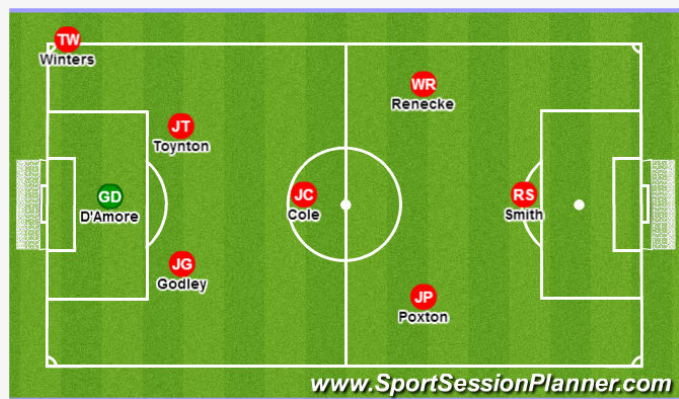 TW
Winters
WR
Renecke
JT
Toynton
GD
D'Amore
JC
Cole
RS
Smith
JG
Godley
JP
Poxton
www.SportSessionPlanner.com